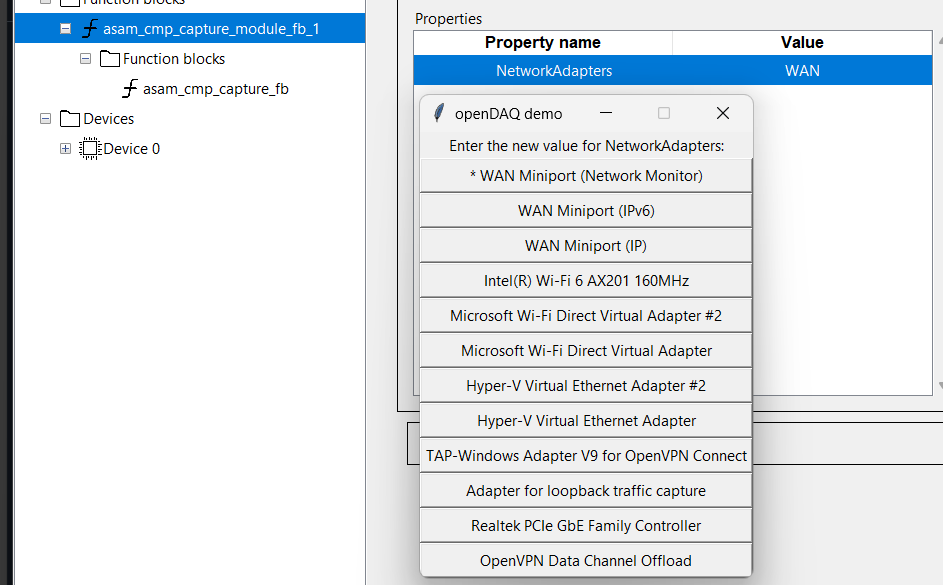 Function blocks
asam_cmp_capture_module_fb_1
Function blocks
asam_cmp_capture_fb
Devices
Device 0
Properties
Property name Value
NetworkAdapters WAN
openDAQ demo
Enter the new value for NetworkAdapters:
* WAN Miniport (Network Monitor)
WAN Miniport (IPv6)
WAN Miniport (IP)
Intel(R) Wi-Fi 6 AX201 160MHz
Microsoft Wi-Fi Direct Virtual Adapter #2
Microsoft Wi-Fi Direct Virtual Adapter
Hyper-V Virtual Ethernet Adapter #2
Hyper-V Virtual Ethernet Adapter
TAP-Windows Adapter V9 for OpenVPN Connect
Adapter for loopback traffic capture
Realtek PCIe GbE Family Controller
OpenVPN Data Channel Offload